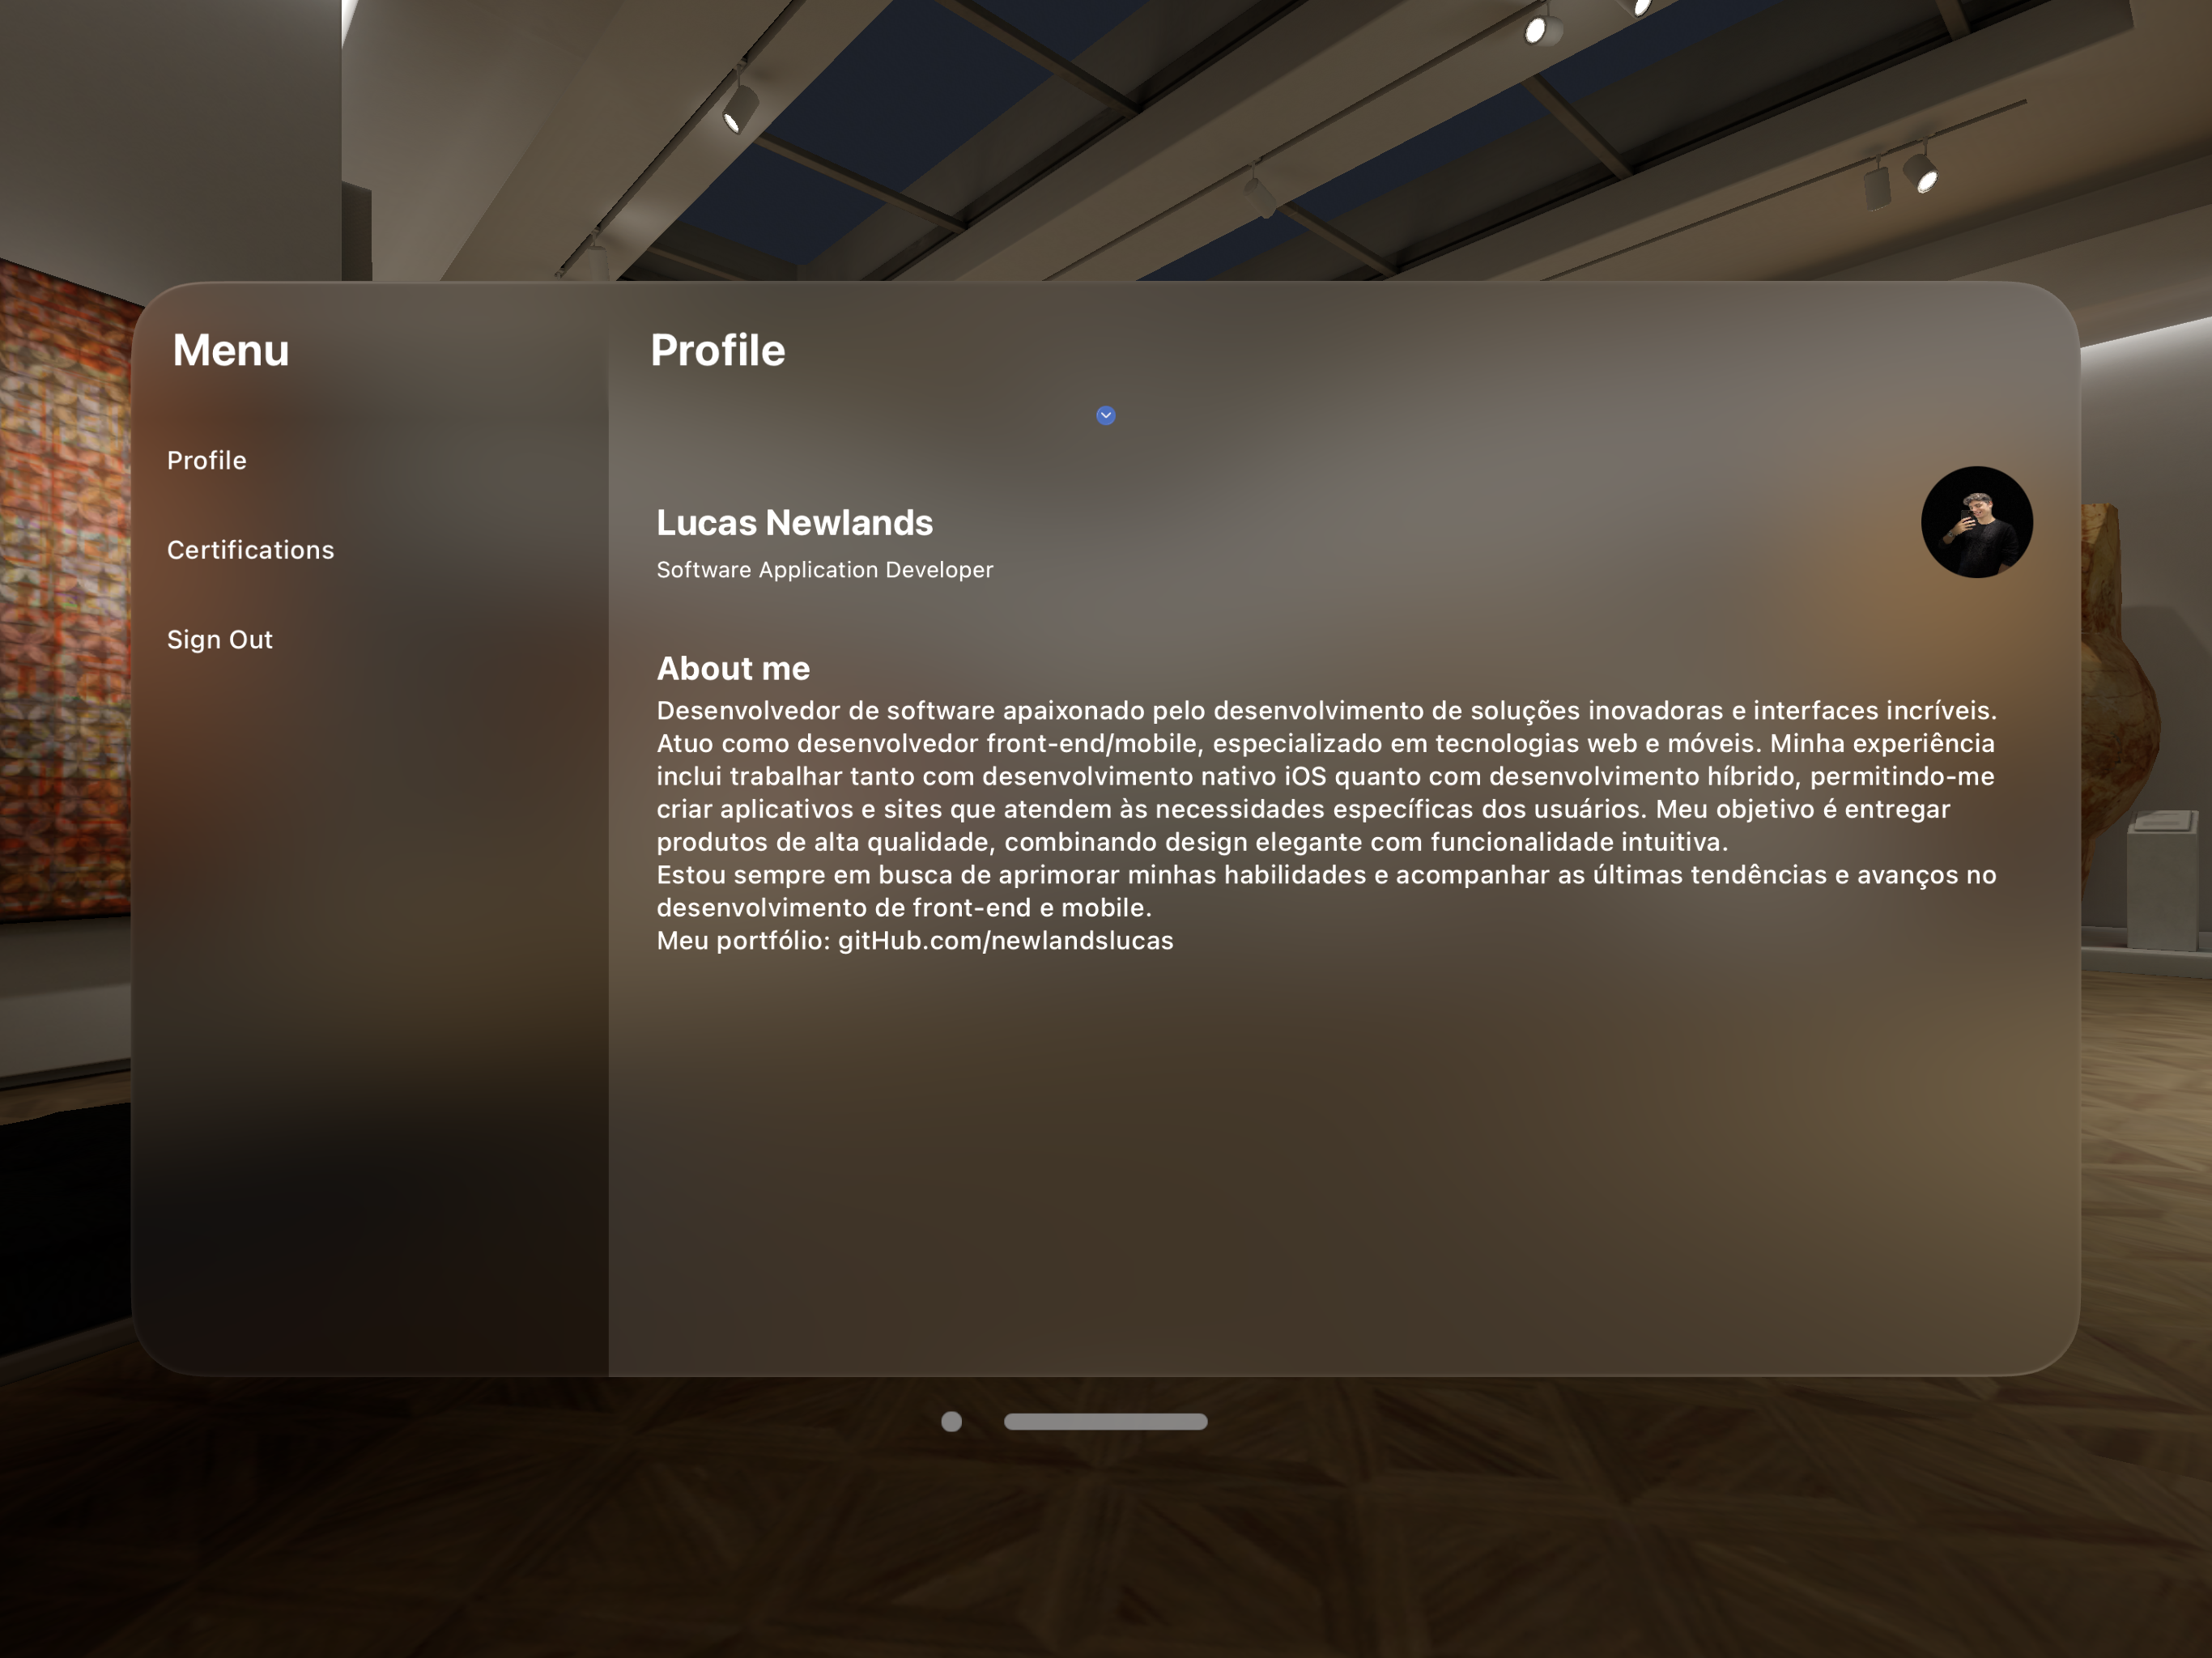 Menu
Profile
Certifications
Sign Out
Profile
Lucas Newlands
Software Application Developer
About me
Desenvolvedor de software apaixonado pelo desenvolvimento de soluções inovadoras e interfaces incríveis.
Atuo como desenvolvedor front-end/mobile, especializado em tecnologias web e móveis. Minha experiência
inclui trabalhar tanto com desenvolvimento nativo iOS quanto com desenvolvimento híbrido, permitindo-me
criar aplicativos e sites que atendem às necessidades específicas dos usuários. Meu objetivo é entregar
produtos de alta qualidade, combinando design elegante com funcionalidade intuitiva.
Estou sempre em busca de aprimorar minhas habilidades e acompanhar as últimas tendências e avanços no
desenvolvimento de front-end e mobile.
Meu portfólio: gitHub.com/newlandslucas